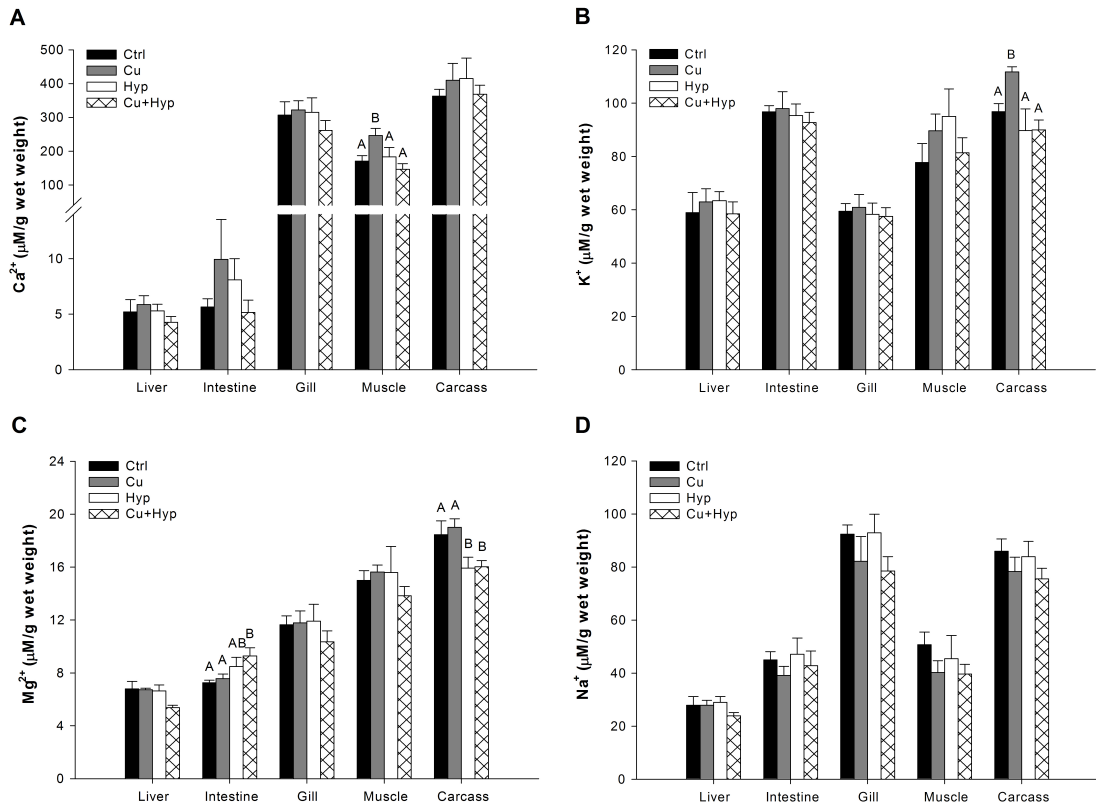 A
Ca2+ (μM/g wet weight)
500
400
300
200
100
10
5
0
Ctrl
Cu
Hyp
Cu+Hyp
A
B
A
A
Liver
Intestine
Gill
Muscle
Carcass
B
K+ (μM/g wet weight)
120
100
80
60
40
20
0
Ctrl
Cu
Hyp
Cu+Hyp
A
B
A
A
Liver
Intestine
Gill
Muscle
Carcass
C
Mg2+ (μM/g wet weight)
24
20
16
12
8
4
0
Ctrl
Cu
Hyp
Cu+Hyp
A
A
AB
B
A
A
B
B
Liver
Intestine
Gill
Muscle
Carcass
D
Na+ (μM/g wet weight)
120
100
80
60
40
20
0
Ctrl
Cu
Hyp
Cu+Hyp
Liver
Intestine
Gill
Muscle
Carcass